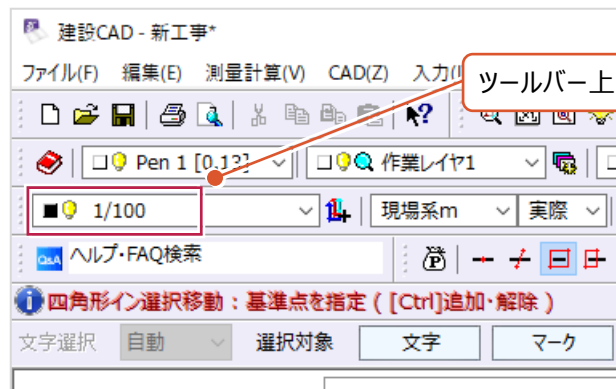 建設CAD - 新工事*
ファイル(F) 編集(E) 測量計算(V) CAD(Z)
ツールバー上
Pen 1 [0.13] 作業レイヤ1
1/100 現場系m 実際
Q&A ヘルプ・FAQ検索
四角形イン選択移動：基準点を指定 ( [Ctrl]追加・解除 )
文字選択 自動 選択対象 文字 マーク